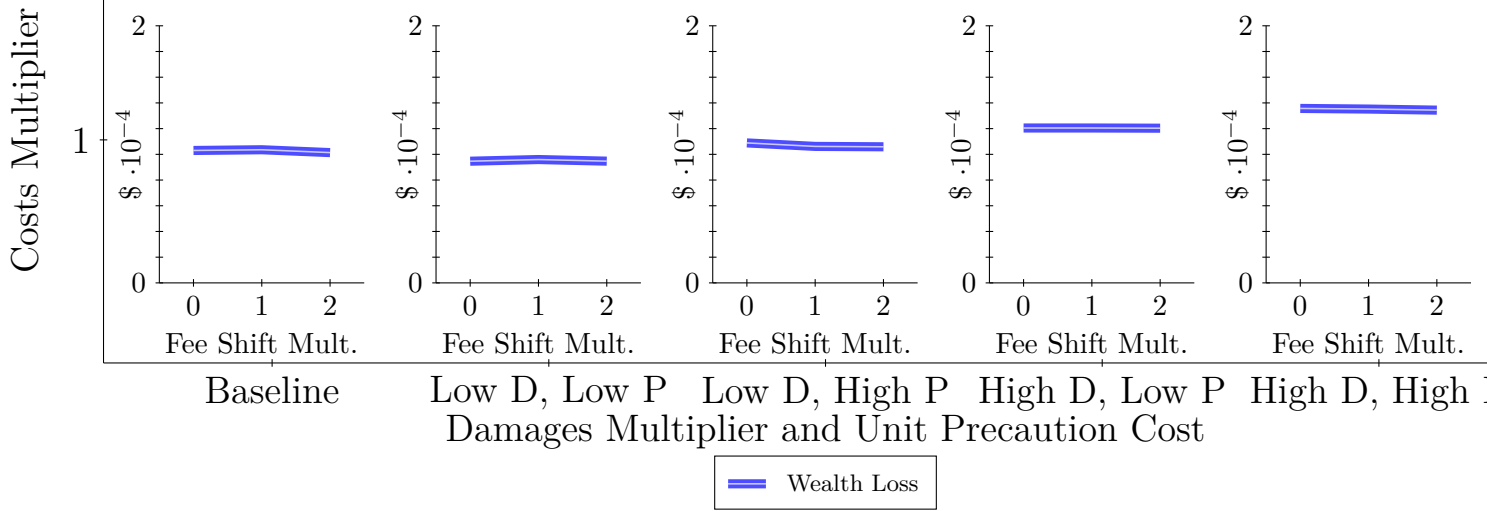 Costs Multiplier
1
2
0
$ ·10⁻⁴
0 1 2
Fee Shift Mult.
2
0
$ ·10⁻⁴
0 1 2
Fee Shift Mult.
2
0
$ ·10⁻⁴
0 1 2
Fee Shift Mult.
2
0
$ ·10⁻⁴
0 1 2
Fee Shift Mult.
2
0
$ ·10⁻⁴
0 1 2
Fee Shift Mult.
Baseline Low D, Low P Low D, High P High D, Low P High D, High
Damages Multiplier and Unit Precaution Cost
Wealth Loss